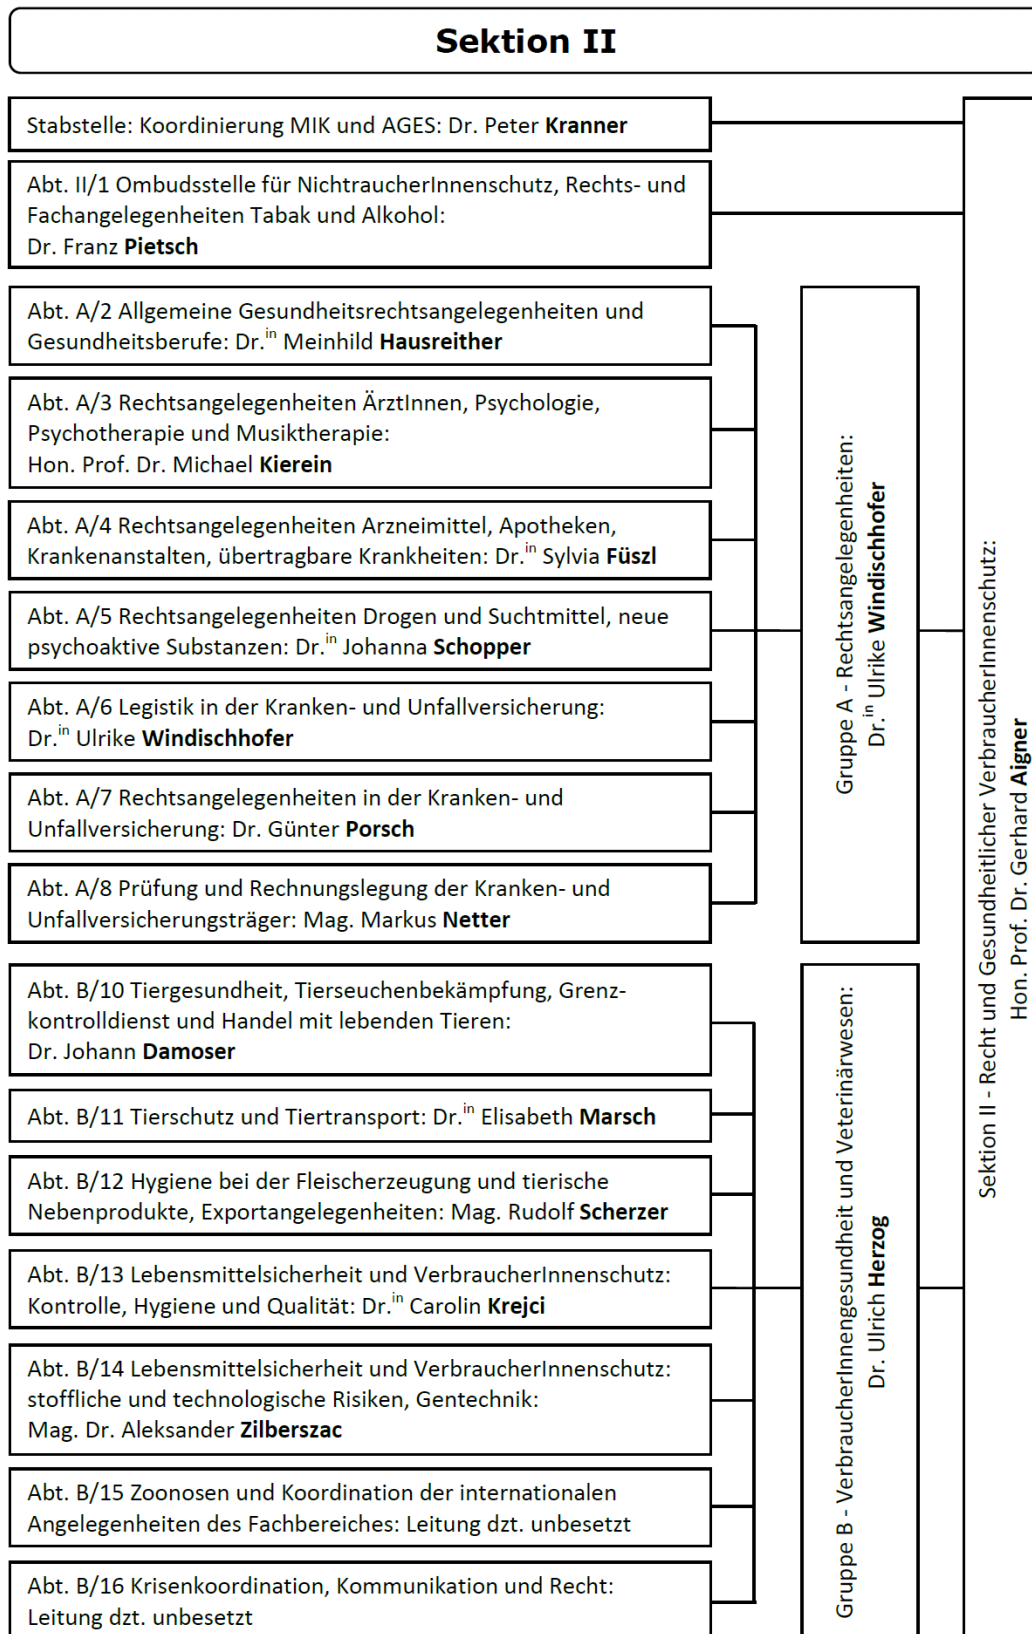 Sektion II
Stabstelle: Koordinierung MIK und AGES: Dr. Peter Kranner
Abt. II/1 Ombudsstelle für NichtraucherInnenschutz, Rechts- und
Fachangelegenheiten Tabak und Alkohol:
Dr. Franz Pietsch
Abt. A/2 Allgemeine Gesundheitsrechtsangelegenheiten und
Gesundheitsberufe: Dr.in Meinhild Hausreither
Abt. A/3 Rechtsangelegenheiten ÄrztInnen, Psychologie,
Psychotherapie und Musiktherapie:
Hon. Prof. Dr. Michael Kierein
Abt. A/4 Rechtsangelegenheiten Arzneimittel, Apotheken,
Krankenanstalten, übertragbare Krankheiten: Dr.in Sylvia Füszl
Abt. A/5 Rechtsangelegenheiten Drogen und Suchtmittel, neue
psychoaktive Substanzen: Dr.in Johanna Schopper
Abt. A/6 Legistik in der Kranken- und Unfallversicherung:
Dr.in Ulrike Windischhofer
Abt. A/7 Rechtsangelegenheiten in der Kranken- und
Unfallversicherung: Dr. Günter Porsch
Abt. A/8 Prüfung und Rechnungslegung der Kranken- und
Unfallversicherungsträger: Mag. Markus Netter
Gruppe A - Rechtsangelegenheiten:
Dr.in Ulrike Windischhofer
Abt. B/10 Tiergesundheit, Tierseuchenbekämpfung, Grenz-
kontrolldienst und Handel mit lebenden Tieren:
Dr. Johann Damoser
Abt. B/11 Tierschutz und Tiertransport: Dr.in Elisabeth Marsch
Abt. B/12 Hygiene bei der Fleischerzeugung und tierische
Nebenprodukte, Exportangelegenheiten: Mag. Rudolf Scherzer
Abt. B/13 Lebensmittelsicherheit und VerbraucherInnenschutz:
Kontrolle, Hygiene und Qualität: Dr.in Carolin Krejci
Abt. B/14 Lebensmittelsicherheit und VerbraucherInnenschutz:
stoffliche und technologische Risiken, Gentechnik:
Mag. Dr. Aleksander Zilberszac
Abt. B/15 Zoonosen und Koordination der internationalen
Angelegenheiten des Fachbereiches: Leitung dzt. unbesetzt
Abt. B/16 Krisenkoordination, Kommunikation und Recht:
Leitung dzt. unbesetzt
Gruppe B - VerbraucherInnengesundheit und Veterinärwesen:
Dr. Ulrich Herzog
Sektion II - Recht und Gesundheitlicher VerbraucherInnenschutz:
Hon. Prof. Dr. Gerhard Aigner